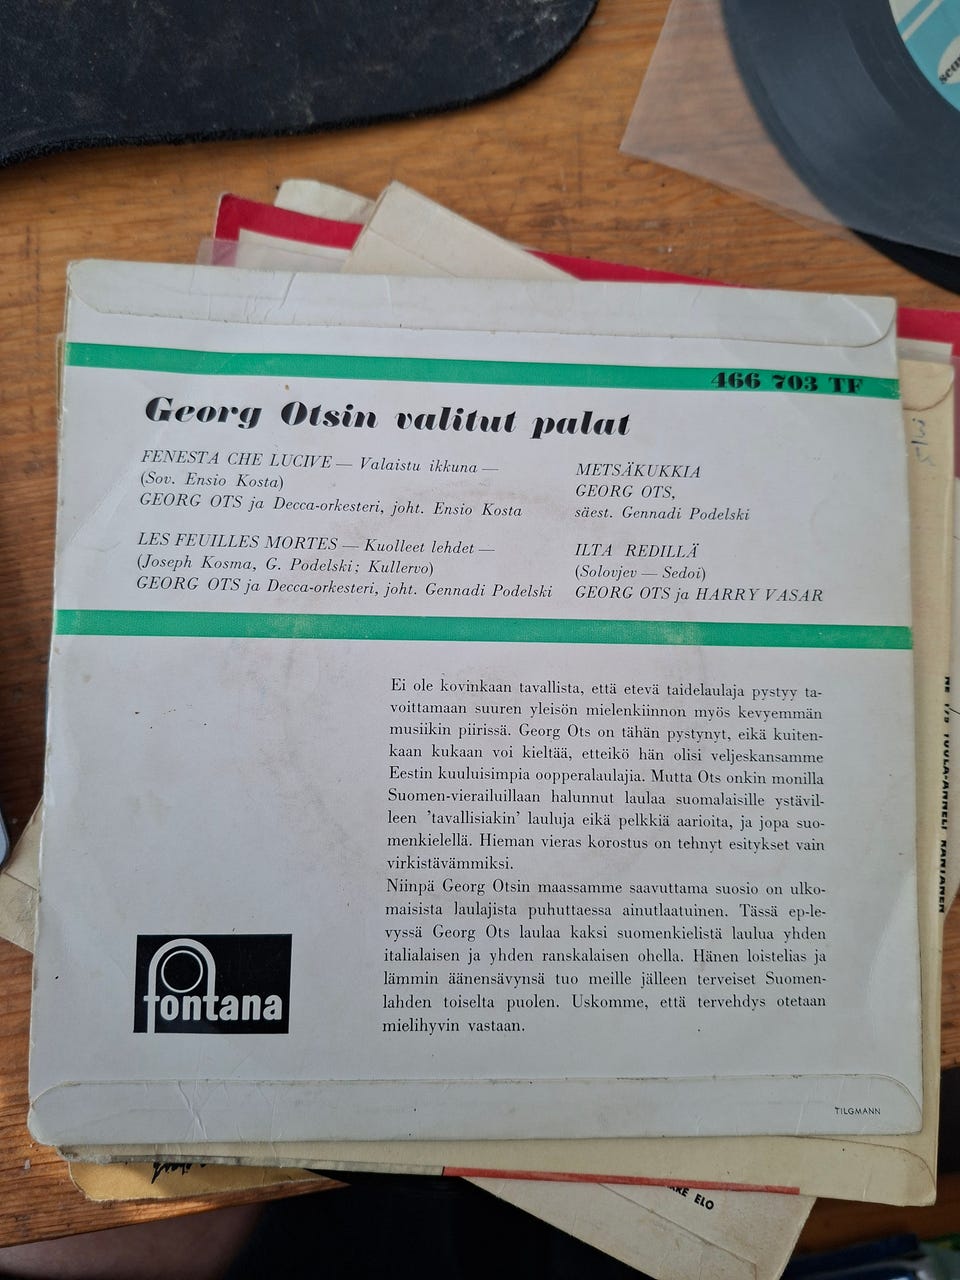 466 703 TF
Georg Otsin valitut palat
FENESTA CHE LUCIVE — Valaistu ikkuna —
(Sov. Ensio Kosta)
GEORG OTS ja Decca-orkesteri, joht. Ensio Kosta
LES FEUILLES MORTES — Kuolleet lehdet —
(Joseph Kosma, G. Podelski; Kullervo)
GEORG OTS ja Decca-orkesteri, joht. Gennadi Podelski
METSÄKUKKIA
GEORG OTS,
säest. Gennadi Podelski
ILTA REDILLÄ
(Solovjev — Sedoi)
GEORG OTS ja HARRY VASAR
Ei ole kovinkaan tavallista, että etevä taidelaulaja pystyy ta-
voittamaan suuren yleisön mielenkiinnon myös kevyemmän
musiikin piirissä. Georg Ots on tähän pystynyt, eikä kuiten-
kaan kukaan voi kieltää, etteikö hän olisi veljeskansamme
Eestin kuuluisimpia oopperalaulajia. Mutta Ots onkin monilla
Suomen-vierailuillaan halunnut laulaa suomalaisille ystävil-
leen 'tavallisiakin' lauluja eikä pelkkiä aarioita, ja jopa suo-
menkielellä. Hieman vieras korostus on tehnyt esitykset vain
virkistävämmiksi.
Niinpä Georg Otsin maassamme saavuttama suosio on ulko-
maisista laulajista puhuttaessa ainutlaatuinen. Tässä ep-le-
vyssä Georg Ots laulaa kaksi suomenkielistä laulua yhden
italialaisen ja yhden ranskalaisen ohella. Hänen loistelias ja
lämmin äänensävynsä tuo meille jälleen terveiset Suomen-
lahden toiselta puolen. Uskomme, että tervehdys otetaan
mielihyvin vastaan.
fontana
TILGMANN
TUULA-ANNELI RANTANEN
ELO